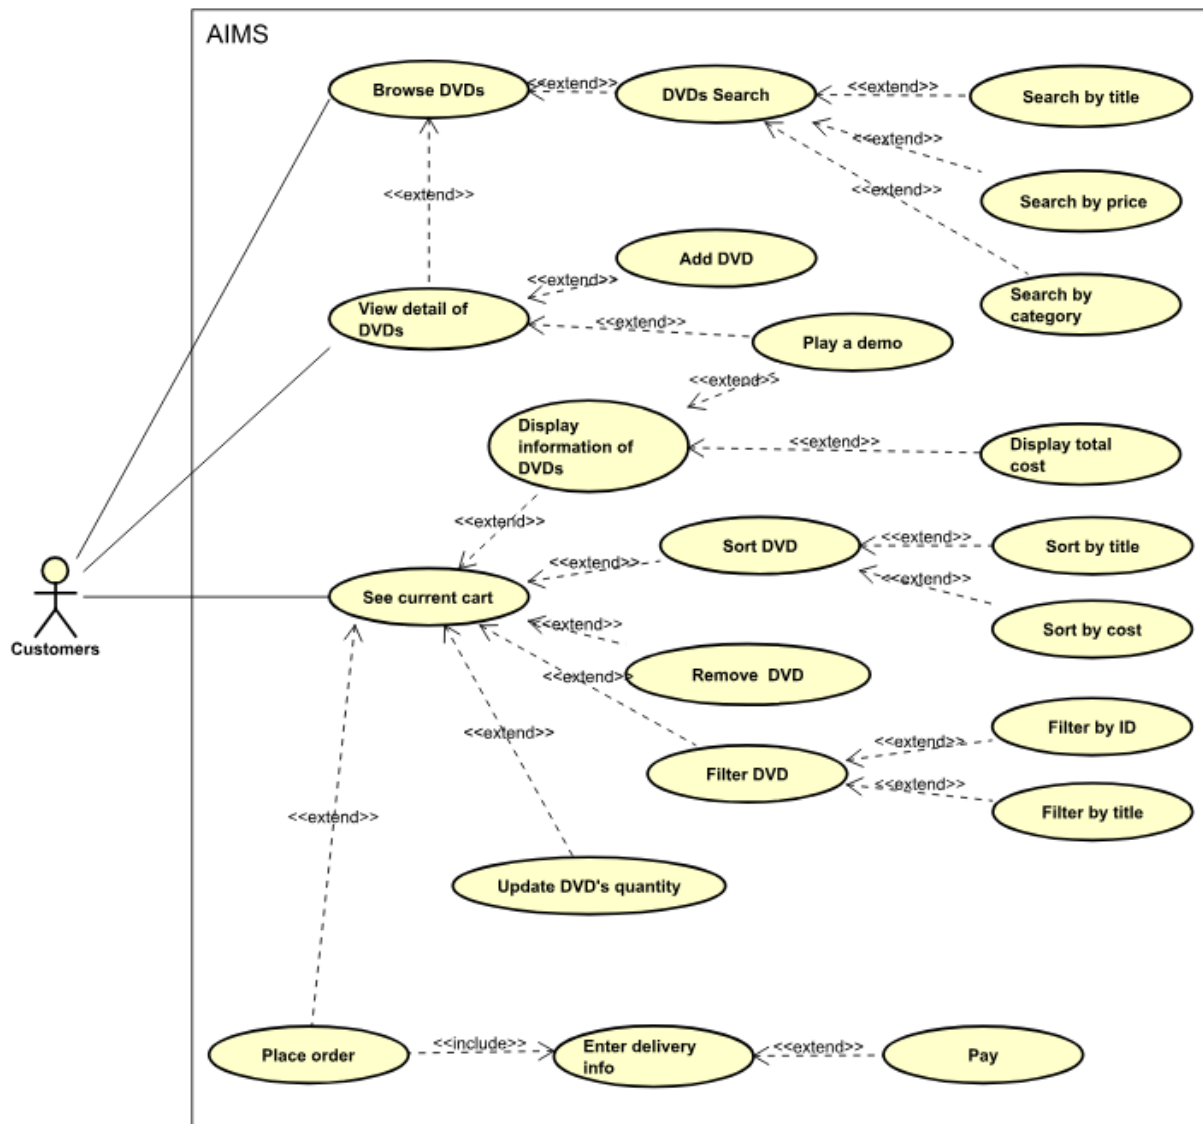 AIMS
Browse DVDs
<<extend>>
DVDs Search
<<extend>>
Search by title
<<extend>>
Search by price
<<extend>>
<<extend>>
Search by
category
Add DVD
<<extend>>
View detail of
DVDs
<<extend>>
Play a demo
<<extend>>
Display
information of
DVDs
<<extend>>
Display total
cost
<<extend>>
Sort DVD
<<extend>>
Sort by title
<<extend>>
<<extend>>
Sort by cost
See current cart
Customers
<<extend>>
Remove  DVD
<<extend>>
Filter by ID
<<extend>>
<<extend>>
Filter DVD
<<extend>>
Filter by title
<<extend>>
Update DVD's quantity
Place order
<<include>>
Enter delivery
info
<<extend>>
Pay